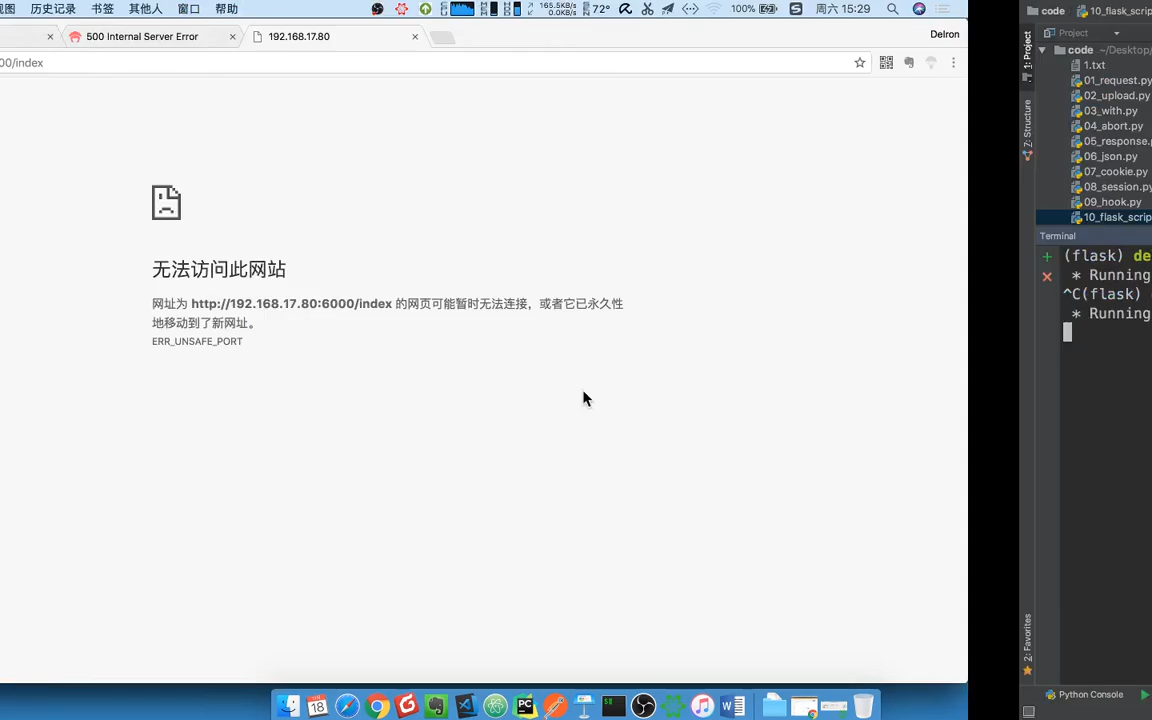 视图 历史记录 书签 其他人 窗口 帮助
165.5KB/s
0.0KB/s
72° 100% 周六 15:29
500 Internal Server Error
192.168.17.80
Delron
00/index
无法访问此网站
网址为 http://192.168.17.80:6000/index 的网页可能暂时无法连接，或者它已永久性
地移动到了新网址。
ERR_UNSAFE_PORT
code 10_flask_scrip
Project
code ~/Desktop/
1.txt
01_request.py
02_upload.py
03_with.py
04_abort.py
05_response.
06_json.py
07_cookie.py
08_session.py
09_hook.py
10_flask_scrip
Terminal
(flask) de
* Running
^C(flask)
* Running
1: Project
7: Structure
2: Favorites
Python Console
18
PC
W